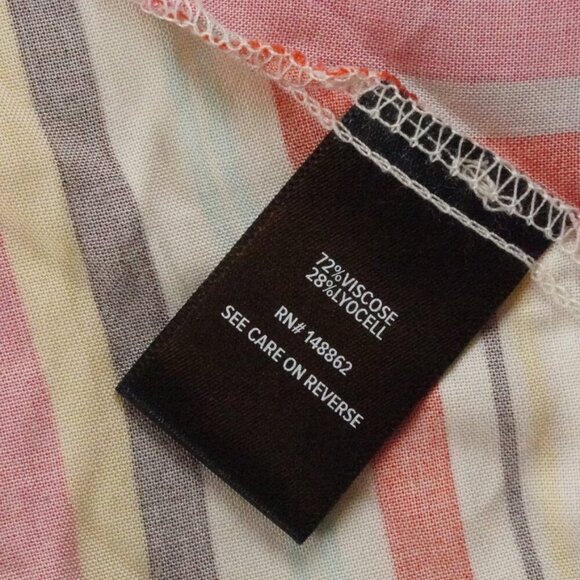 72%VISCOSE
28%LYOCELL
RN# 148862
SEE CARE ON REVERSE